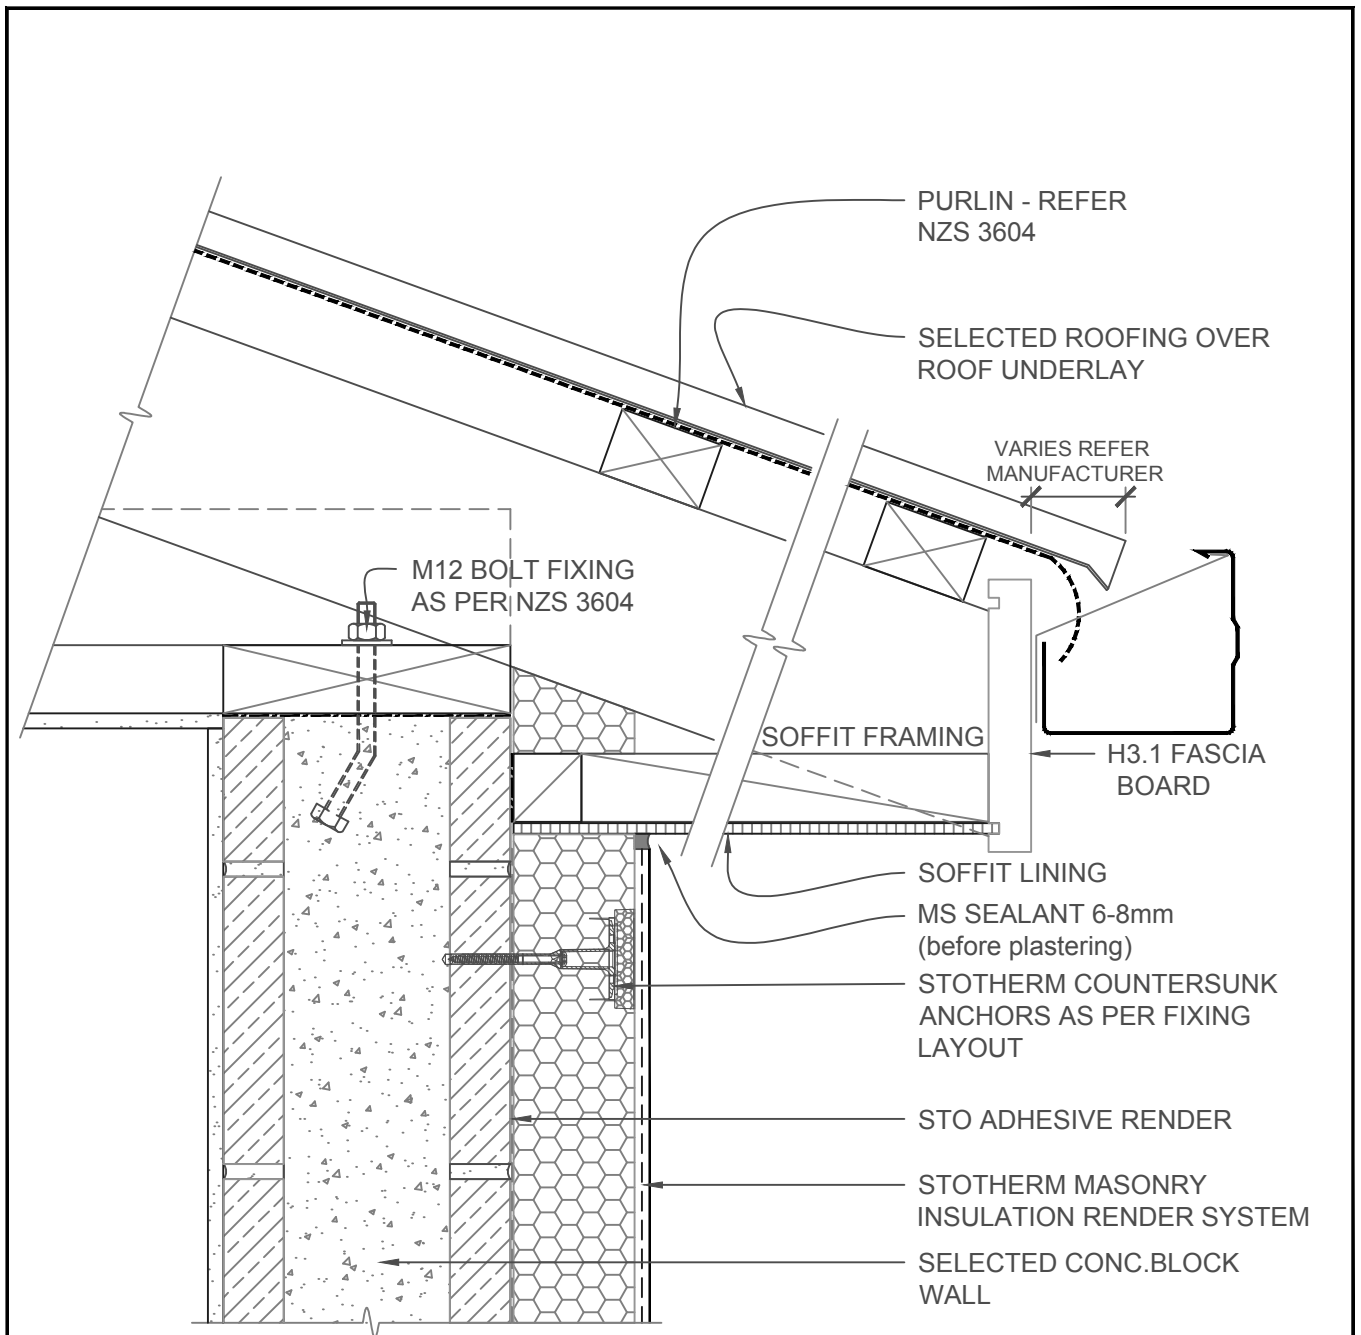 PURLIN - REFER
NZS 3604
SELECTED ROOFING OVER
ROOF UNDERLAY
VARIES REFER
MANUFACTURER
M12 BOLT FIXING
AS PER NZS 3604
SOFFIT FRAMING
H3.1 FASCIA
BOARD
SOFFIT LINING
MS SEALANT 6-8mm
(before plastering)
STOTHERM COUNTERSUNK
ANCHORS AS PER FIXING
LAYOUT
STO ADHESIVE RENDER
STOTHERM MASONRY
INSULATION RENDER SYSTEM
SELECTED CONC.BLOCK
WALL